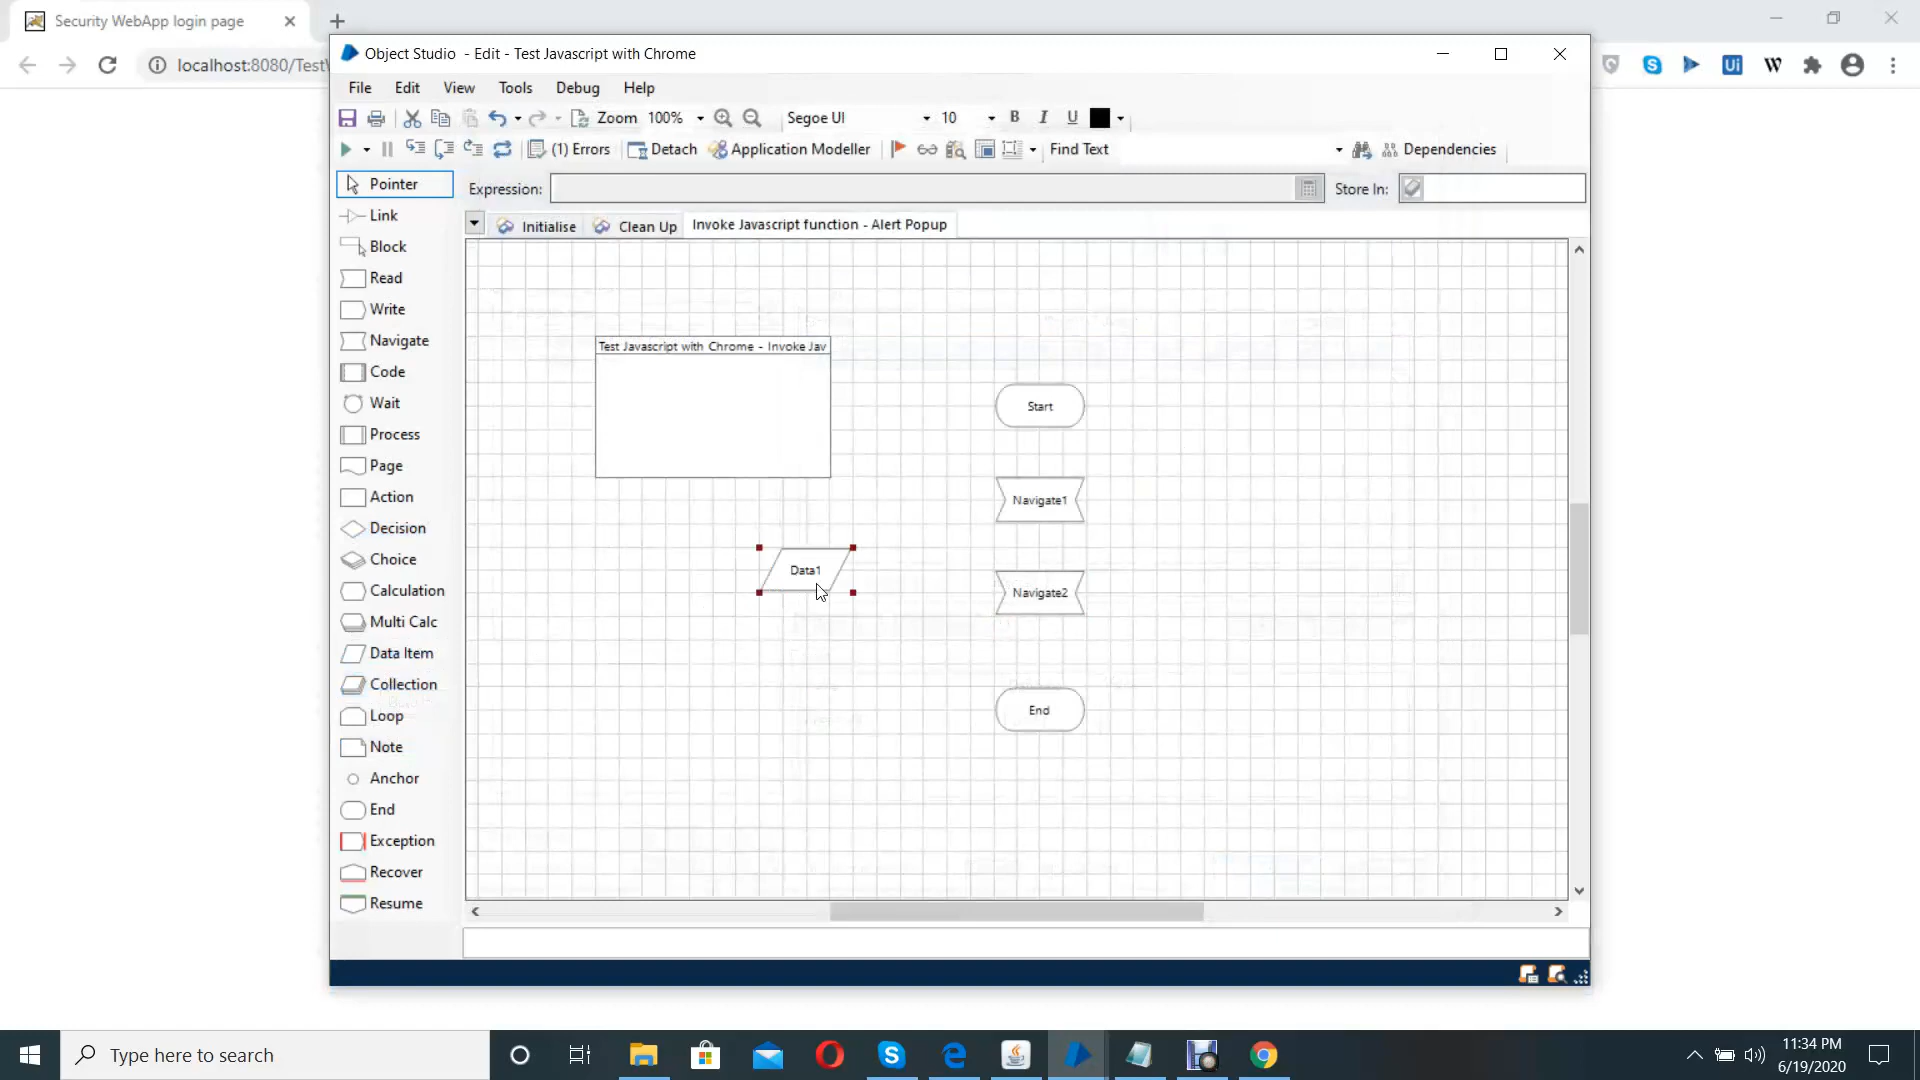 Security WebApp login page
localhost:8080/Test
Object Studio - Edit - Test Javascript with Chrome
File Edit View Tools Debug Help
Zoom 100% Segoe UI 10 B I U
(1) Errors Detach Application Modeller Find Text Dependencies
Pointer
Expression: Store In:
Link
Initialise Clean Up Invoke Javascript function - Alert Popup
Block
Read
Write
Navigate
Code
Wait
Process
Page
Action
Decision
Choice
Calculation
Multi Calc
Data Item
Collection
Loop
Note
Anchor
End
Exception
Recover
Resume
Test Javascript with Chrome - Invoke Jav
Start
Navigate1
Data1
Navigate2
End
Ui W
Type here to search
11:34 PM
6/19/2020